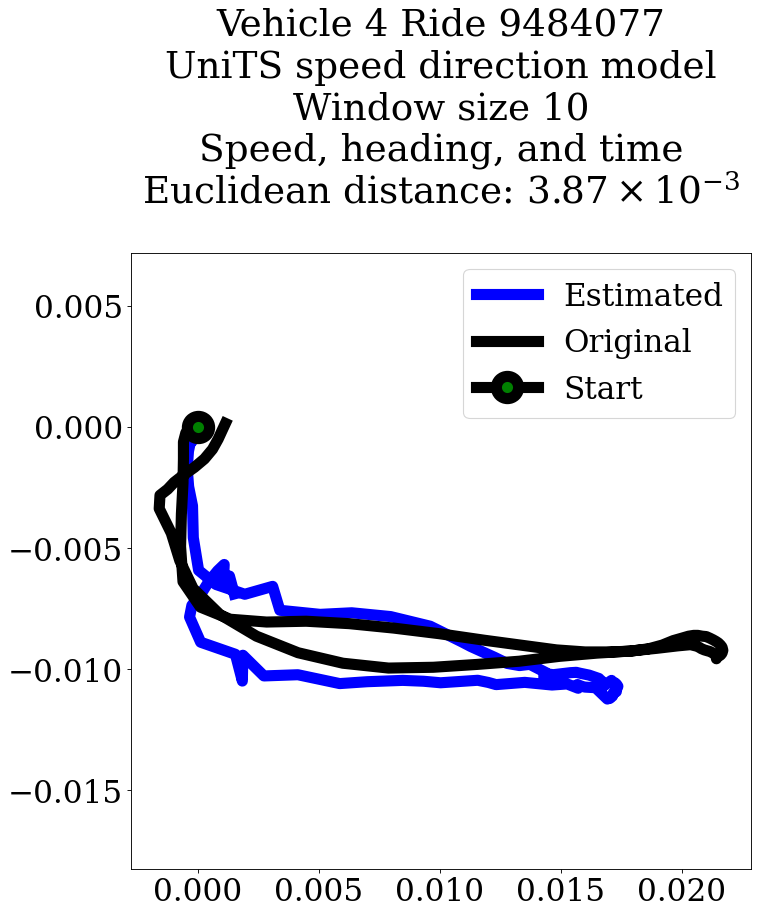 Vehicle 4 Ride 9484077
UniTS speed direction model
Window size 10
Speed, heading, and time
Euclidean distance: $3.87 \times 10^{-3}$
Estimated
Original
Start
0.005
0.000
−0.005
−0.010
−0.015
0.000 0.005 0.010 0.015 0.020